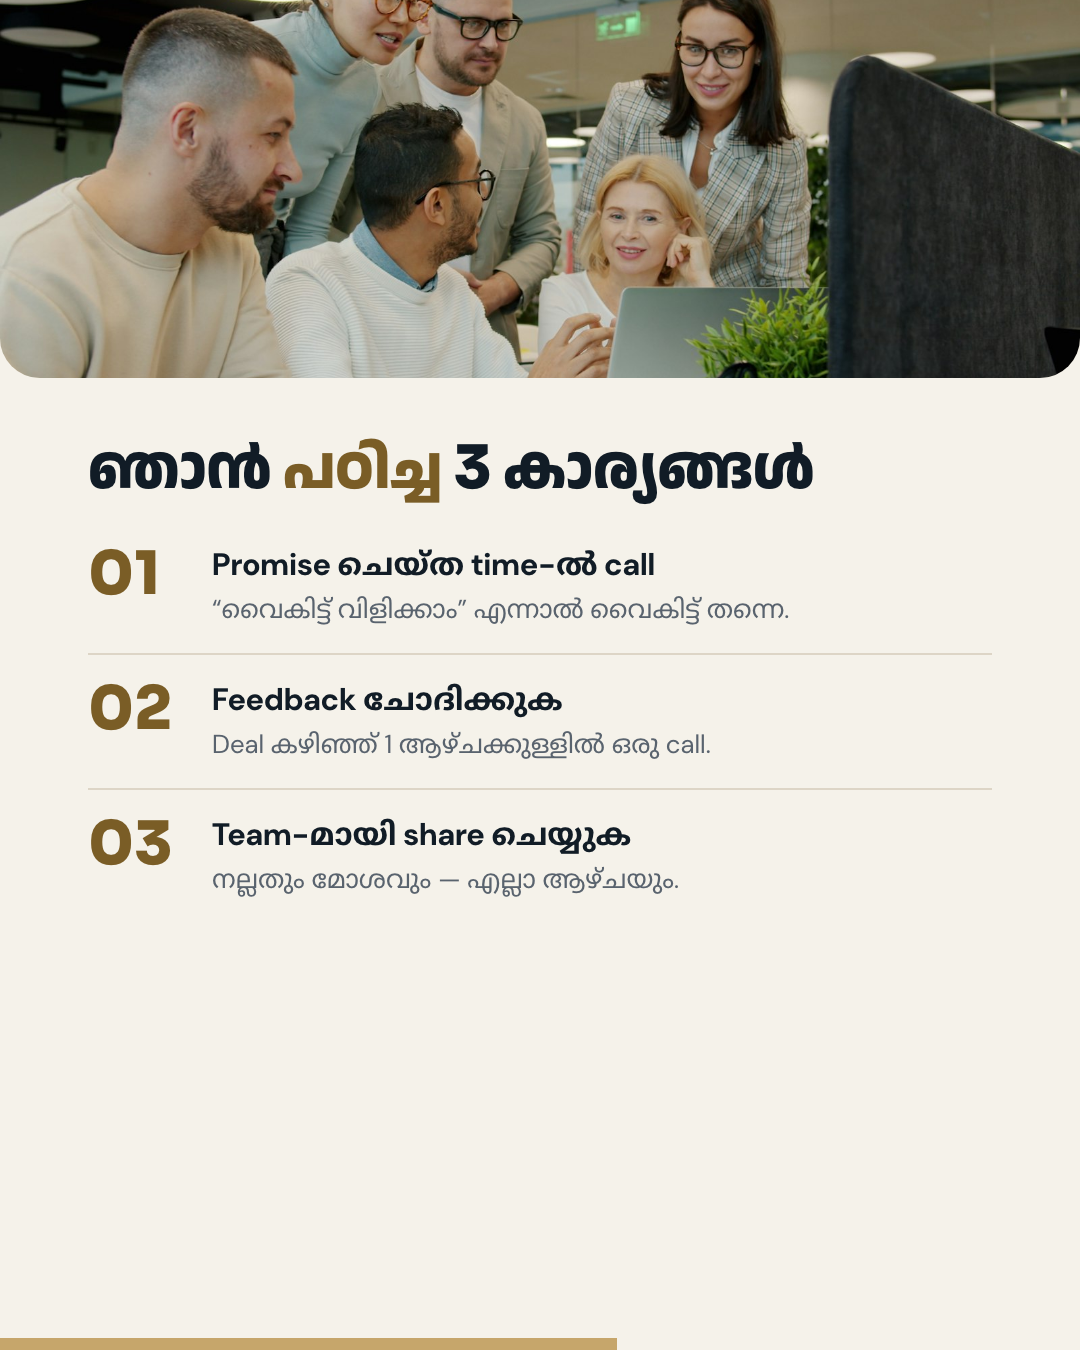 ഞാൻ പഠിച്ച 3 കാര്യങ്ങൾ
01
Promise ചെയ്ത time-ൽ call
“വൈകിട്ട് വിളിക്കാം” എന്നാൽ വൈകിട്ട് തന്നെ.
02
Feedback ചോദിക്കുക
Deal കഴിഞ്ഞ് 1 ആഴ്ചക്കുള്ളിൽ ഒരു call.
03
Team-മായി share ചെയ്യുക
നല്ലതും മോശവും — എല്ലാ ആഴ്ചയും.